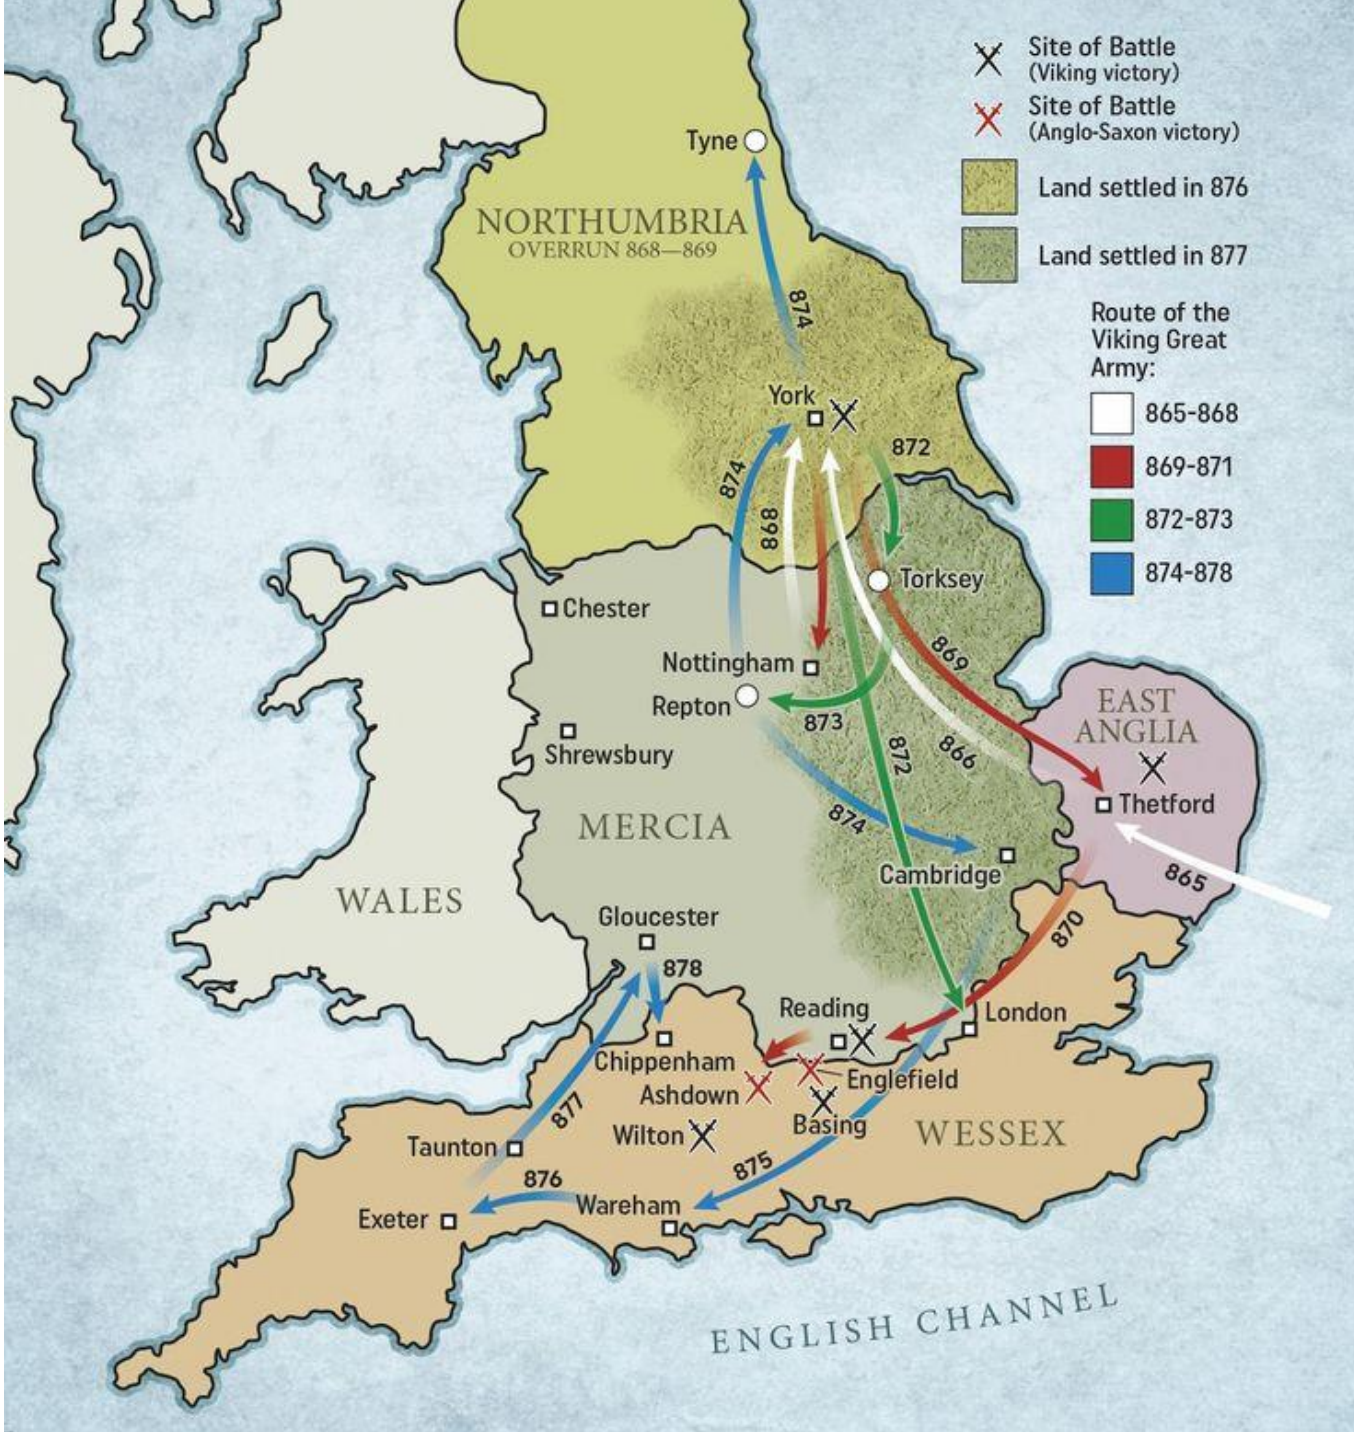 Site of Battle
(Viking victory)
Site of Battle
(Anglo-Saxon victory)
Land settled in 876
Land settled in 877
Route of the
Viking Great
Army:
865-868
869-871
872-873
874-878
Tyne
NORTHUMBRIA
OVERRUN 868—869
874
York
872
874
868
Torksey
Chester
869
Nottingham
Repton
873
EAST
ANGLIA
Shrewsbury
872
866
Thetford
MERCIA
874
Cambridge
865
WALES
Gloucester
870
878
Reading
London
Chippenham
Englefield
Ashdown
Basing
877
Wilton
WESSEX
Taunton
875
876
Wareham
Exeter
ENGLISH CHANNEL